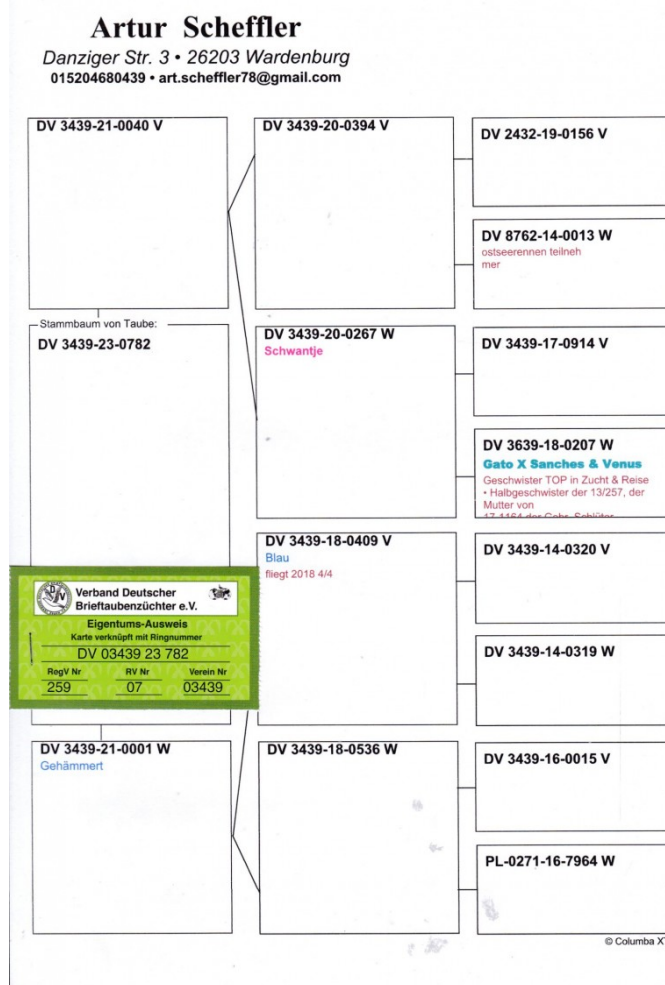 Artur Scheffler
Danziger Str. 3 • 26203 Wardenburg
015204680439 • art.scheffler78@gmail.com
DV 3439-21-0040 V
DV 3439-20-0394 V
DV 2432-19-0156 V
DV 8762-14-0013 W
ostseerennen teilneh
mer
Stammbaum von Taube:
DV 3439-23-0782
DV 3439-20-0267 W
Schwantje
DV 3439-17-0914 V
DV 3639-18-0207 W
Gato X Sanches & Venus
Geschwister TOP in Zucht & Reise
• Halbgeschwister der 13/257, der
Mutter von
17-1164 der Gebr. Schlüter
DV 3439-18-0409 V
Blau
fliegt 2018 4/4
DV 3439-14-0320 V
DV 3439-14-0319 W
Verband Deutscher
Brieftaubenzüchter e.V.
Eigentums-Ausweis
Karte verknüpft mit Ringnummer
DV 03439 23 782
RegV Nr RV Nr Verein Nr
259 07 03439
DV 3439-21-0001 W
Gehämmert
DV 3439-18-0536 W
DV 3439-16-0015 V
PL-0271-16-7964 W
© Columba